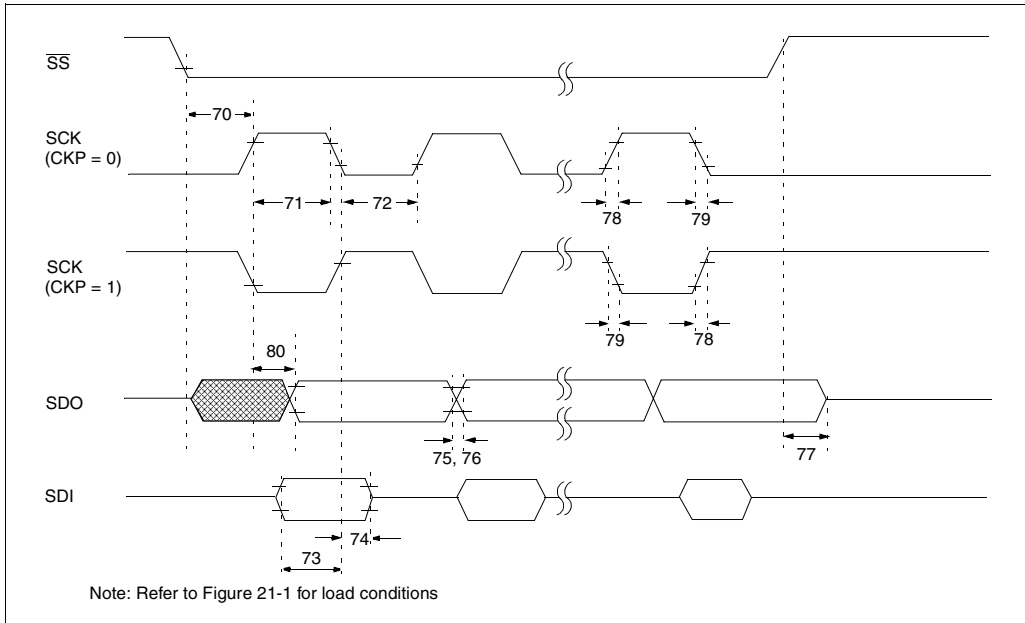 SS
70
SCK
(CKP = 0)
71
72
78
79
SCK
(CKP = 1)
79
78
80
SDO
75, 76
77
SDI
74
73
Note: Refer to Figure 21-1 for load conditions